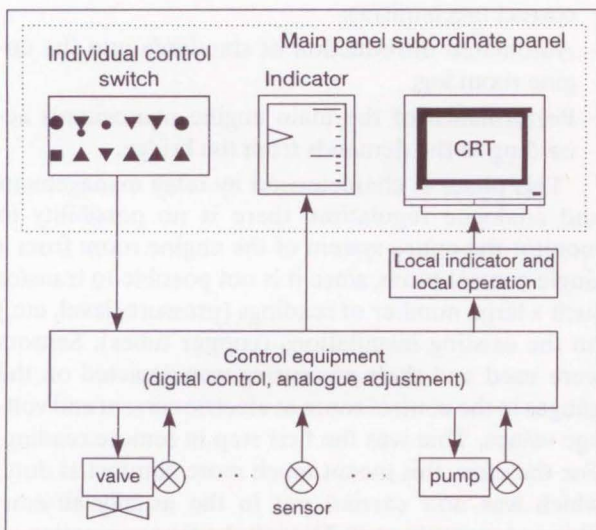 Main panel subordinate panel
Individual control
switch
Indicator
CRT
Local indicator and
local operation
Control equipment
(digital control, analogue adjustment)
valve
sensor
pump